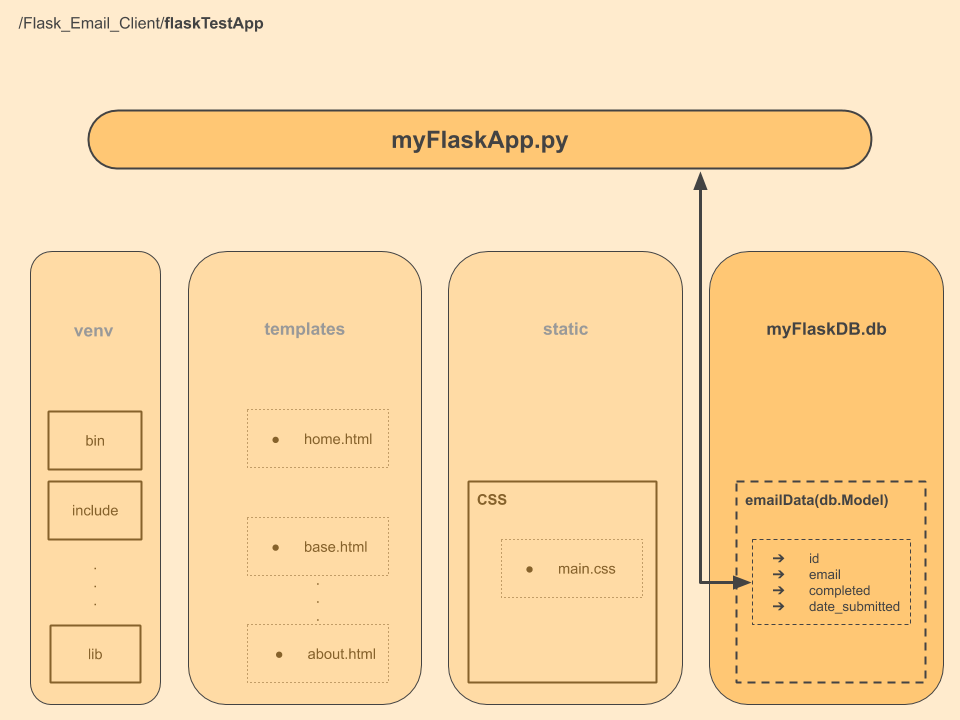 /Flask_Email_Client/flaskTestApp
myFlaskApp.py
venv
bin
include
.
.
.
lib
templates
● home.html
● base.html
.
.
.
● about.html
static
CSS
● main.css
myFlaskDB.db
emailData(db.Model)
➔ id
➔ email
➔ completed
➔ date_submitted